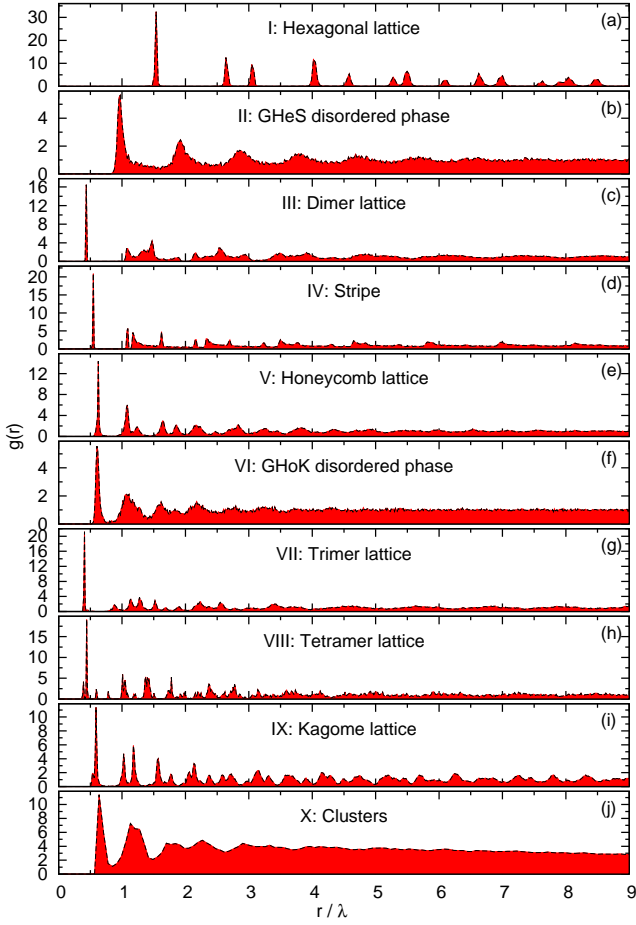 30
20
10
0
I: Hexagonal lattice
(a)
4
2
0
II: GHeS disordered phase
(b)
16
12
8
4
0
III: Dimer lattice
(c)
20
15
10
5
0
IV: Stripe
(d)
12
8
4
0
V: Honeycomb lattice
(e)
4
2
0
VI: GHoK disordered phase
(f)
20
16
12
8
4
0
VII: Trimer lattice
(g)
15
10
5
0
VIII: Tetramer lattice
(h)
10
8
6
4
2
0
IX: Kagome lattice
(i)
10
8
6
4
2
0
X: Clusters
(j)
g(r)
0 1 2 3 4 5 6 7 8 9
r / λ